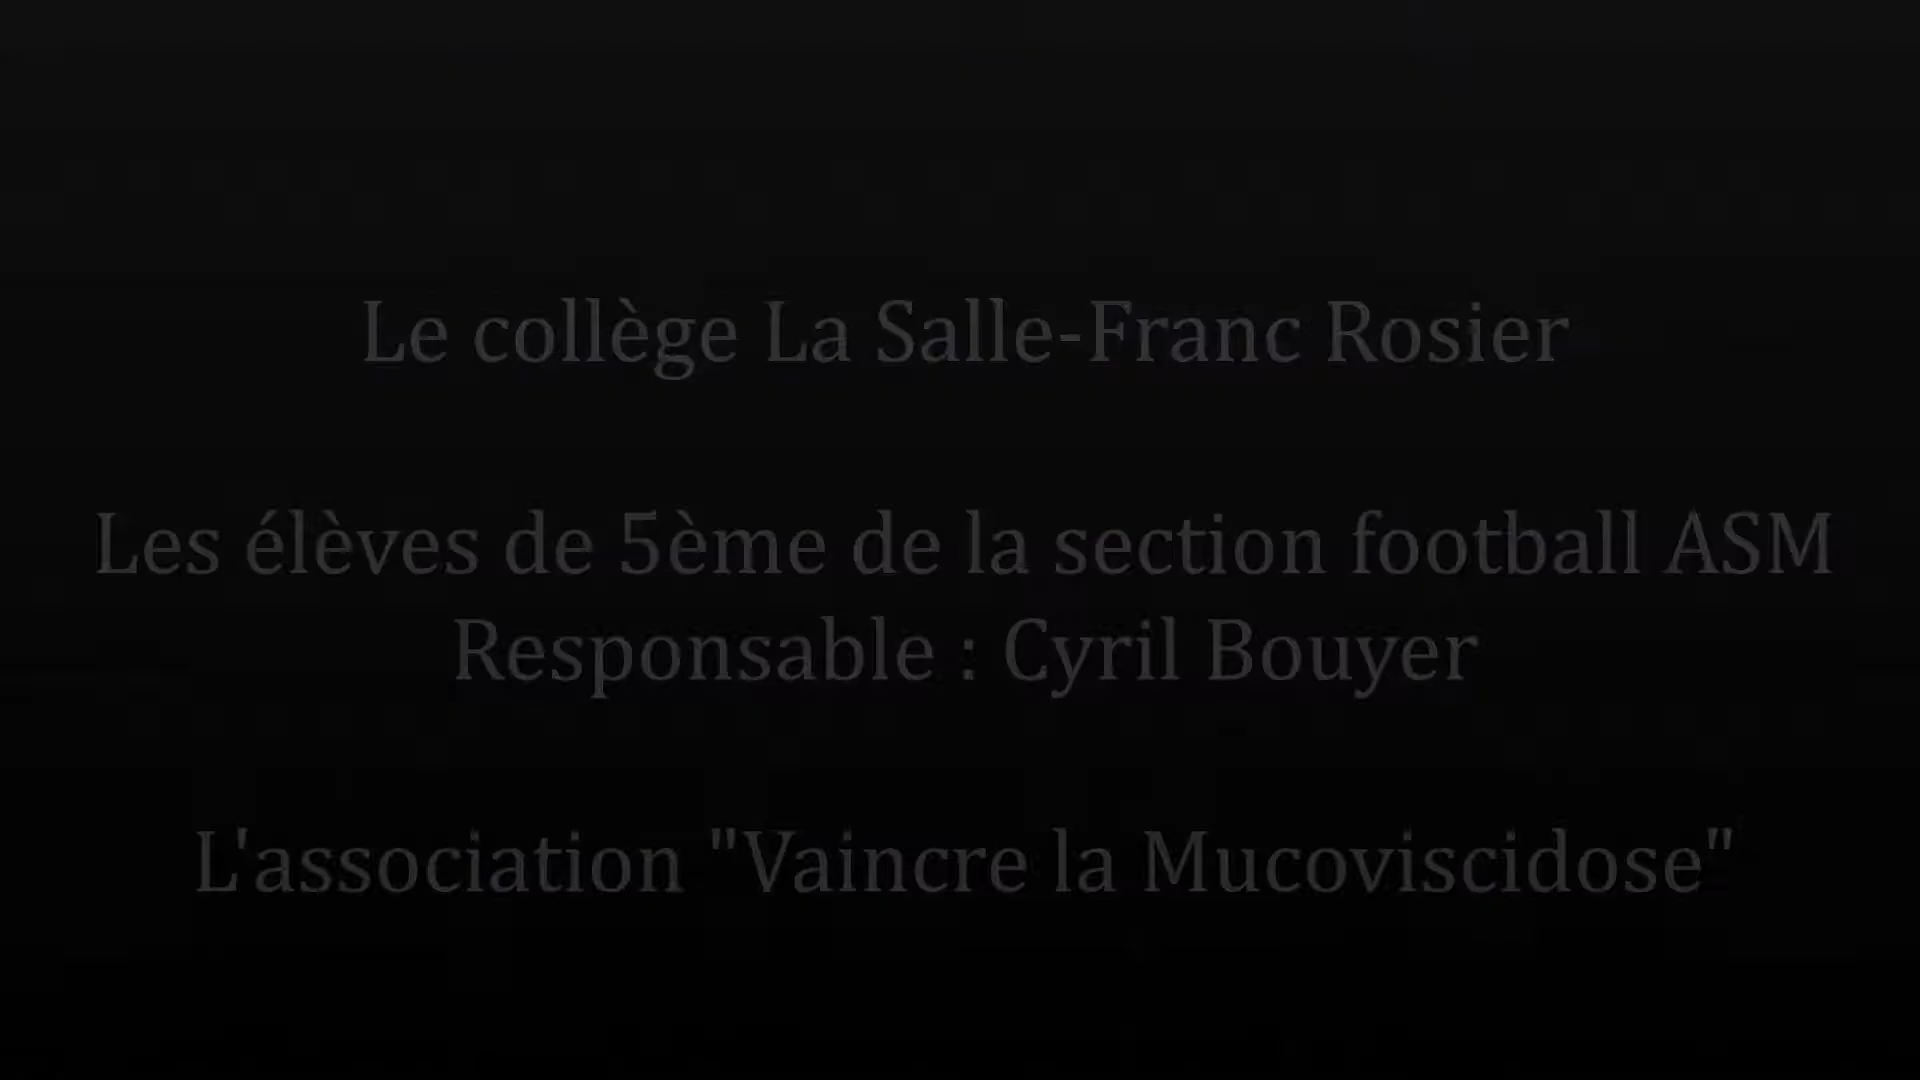 Le collège La Salle-Franc Rosier
Les élèves de 5ème de la section football ASM
Responsable : Cyril Bouyer
L'association "Vaincre la Mucoviscidose"